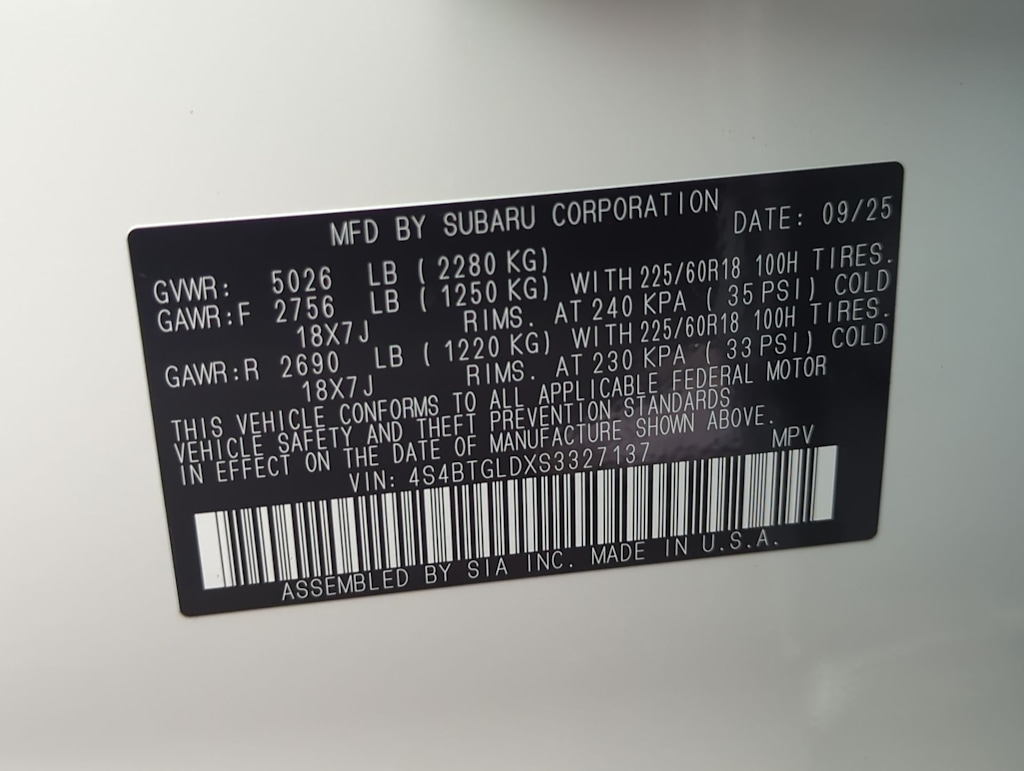 MFD BY SUBARU CORPORATION DATE: 09/25
GVWR: 5026 LB ( 2280 KG)
GAWR:F 2756 LB ( 1250 KG) WITH 225/60R18 100H TIRES.
18X7J RIMS. AT 240 KPA ( 35 PSI) COLD
GAWR:R 2690 LB ( 1220 KG) WITH 225/60R18 100H TIRES.
18X7J RIMS. AT 230 KPA ( 33 PSI) COLD
THIS VEHICLE CONFORMS TO ALL APPLICABLE FEDERAL MOTOR
VEHICLE SAFETY AND THEFT PREVENTION STANDARDS
IN EFFECT ON THE DATE OF MANUFACTURE SHOWN ABOVE.
VIN: 4S4BTGLDXS3327137 MPV
ASSEMBLED BY SIA INC. MADE IN U.S.A.